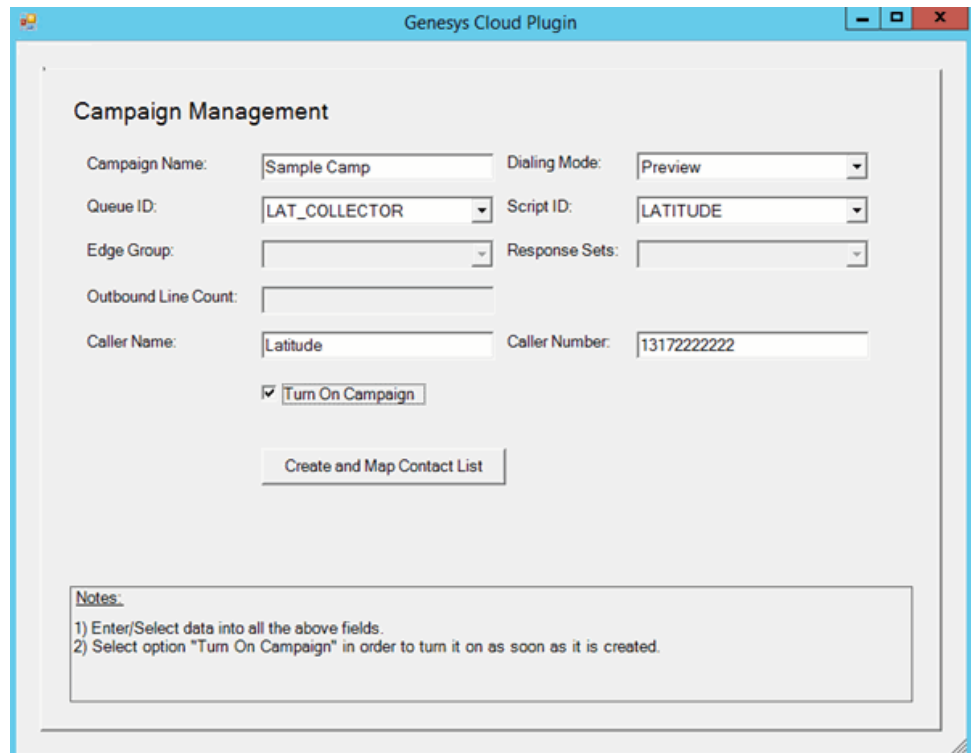 Genesys Cloud Plugin
Campaign Management
Campaign Name: Sample Camp Dialing Mode: Preview
Queue ID: LAT_COLLECTOR Script ID: LATITUDE
Edge Group: Response Sets:
Outbound Line Count:
Caller Name: Latitude Caller Number: 13172222222
Turn On Campaign
Create and Map Contact List
Notes:
1) Enter/Select data into all the above fields.
2) Select option "Turn On Campaign" in order to turn it on as soon as it is created.